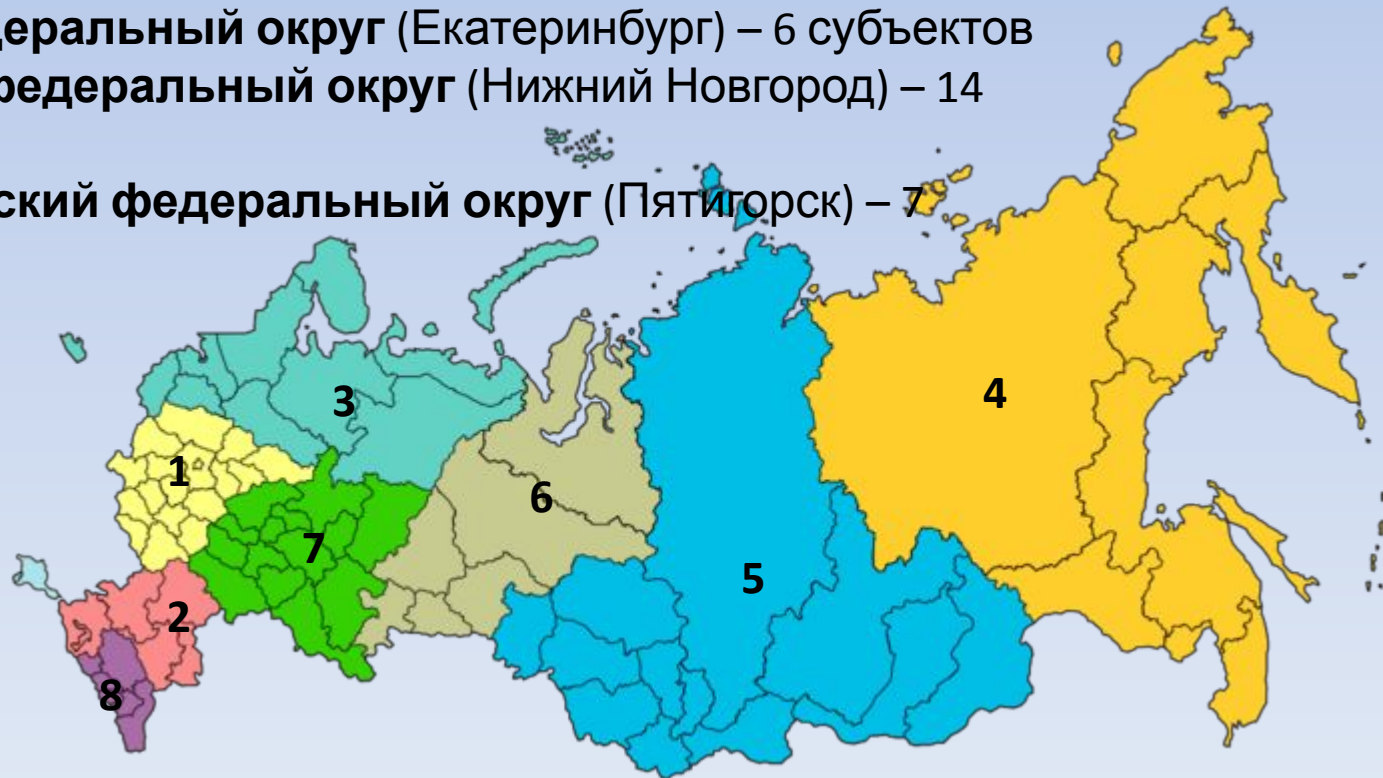 деральный округ (Екатеринбург) – 6 субъектов
федеральный округ (Нижний Новгород) – 14
ский федеральный округ (Пятигорск) – 7
3
4
1
6
7
5
2
8